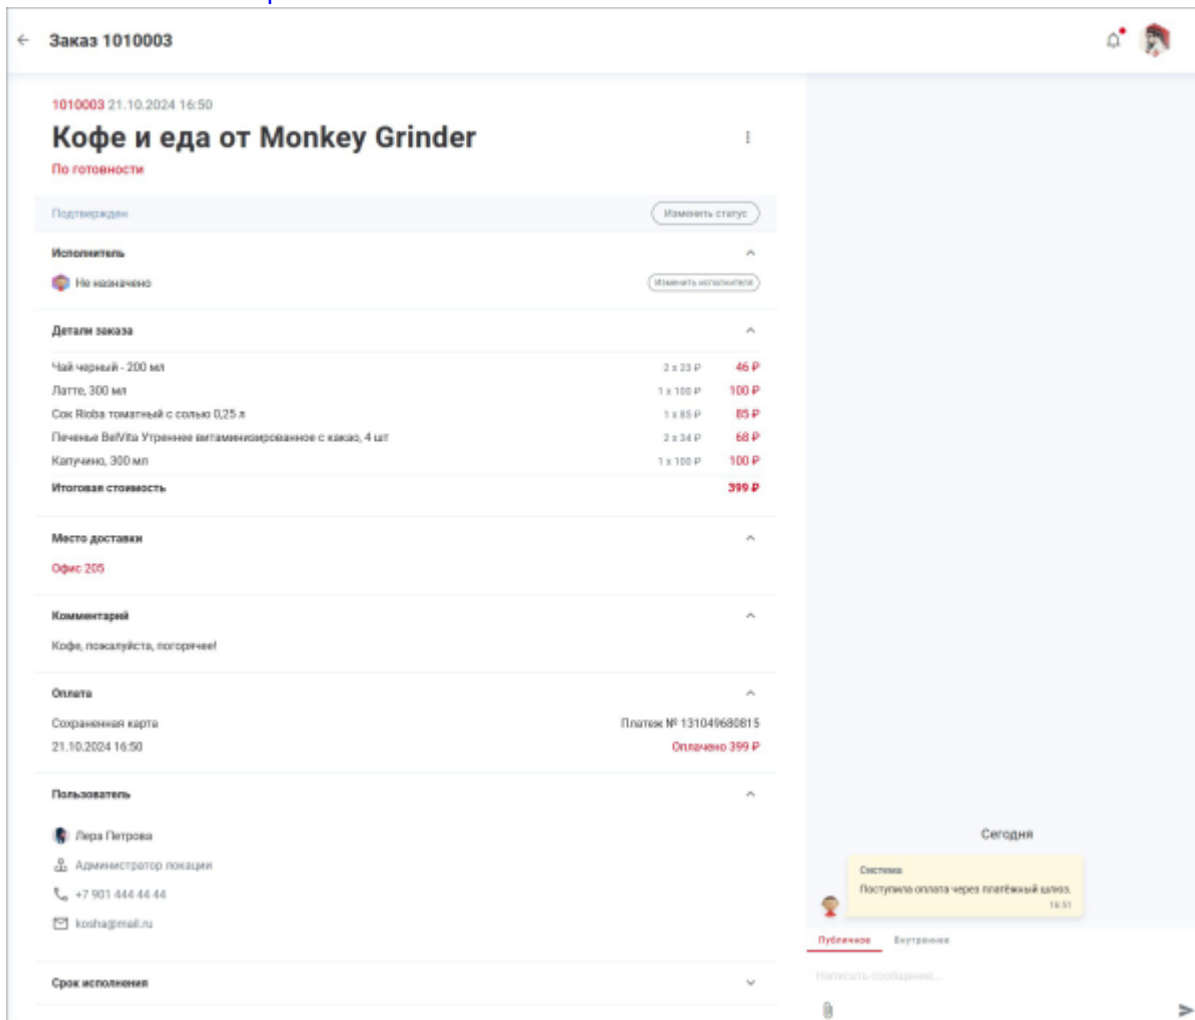 Заказ 1010003
1010003 21.10.2024 16:50
Кофе и еда от Monkey Grinder
По готовности
Подтвержден
Изменить статус
Исполнитель
Не назначено
Изменить исполнителя
Детали заказа
Чай черный - 200 мл 2 x 23 ₽ 46 ₽
Латте, 300 мл 1 x 100 ₽ 100 ₽
Сок Rioba томатный с солью 0,25 л 1 x 85 ₽ 85 ₽
Печенье BelVita Утреннее витаминизированное с какао, 4 шт 2 x 34 ₽ 68 ₽
Капучино, 300 мл 1 x 100 ₽ 100 ₽
Итоговая стоимость 399 ₽
Место доставки
Офис 205
Комментарий
Кофе, пожалуйста, погорячее!
Оплата
Сохраненная карта Платеж № 131049680815
21.10.2024 16:50 Оплачено 399 ₽
Пользователь
Лера Петрова
Администратор локации
+7 901 444 44 44
kosha@mail.ru
Срок исполнения
Сегодня
Система
Поступила оплата через платёжный шлюз.
16:51
Публичное Внутреннее
Написать сообщение...